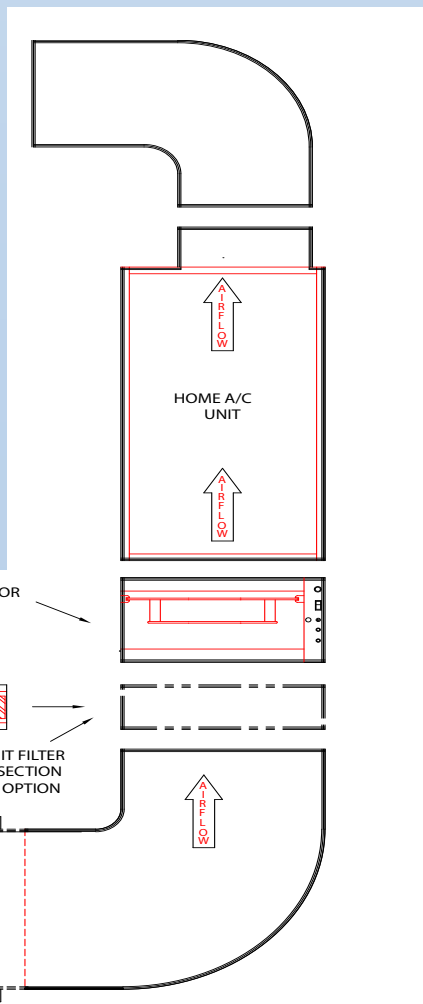 AIRFLOW
HOME A/C
UNIT
AIRFLOW
OR
IT FILTER
SECTION
OPTION
AIRFLOW